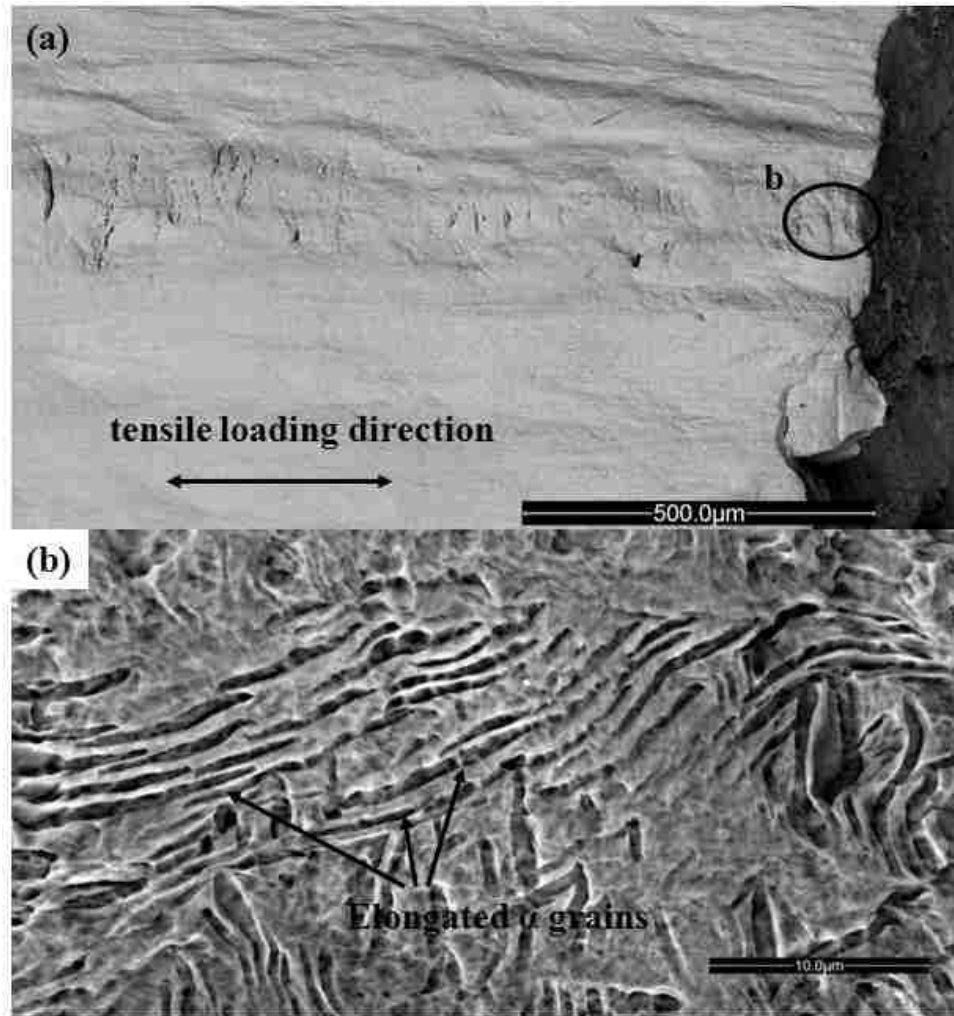 (a)
b
tensile loading direction
500.0µm
(b)
Elongated α grains
10.0µm